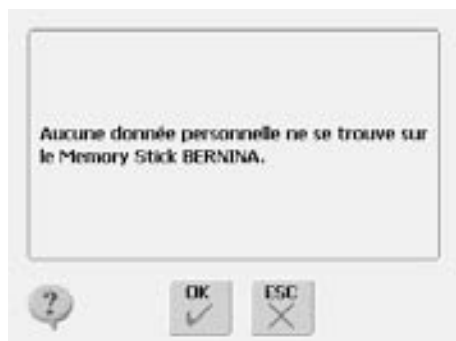 Aucune donnée personnelle ne se trouve sur
le Memory Stick BERNINA.
?
OK
ESC